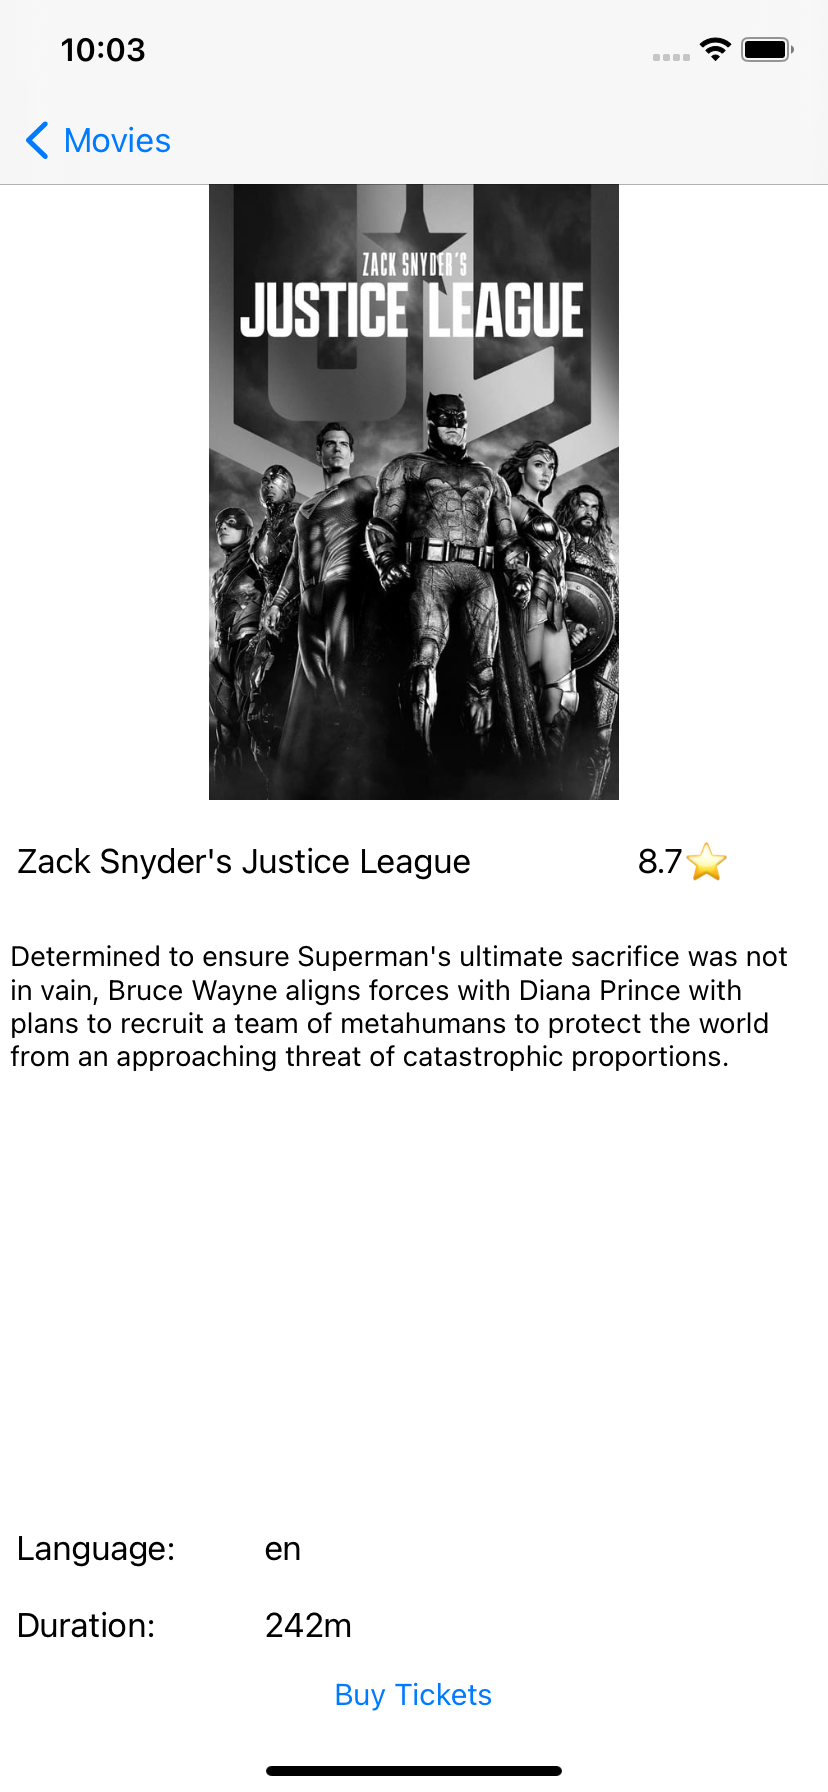 10:03
Movies
ZACK SNYDER'S
JUSTICE LEAGUE
Zack Snyder's Justice League 8.7⭐
Determined to ensure Superman's ultimate sacrifice was not
in vain, Bruce Wayne aligns forces with Diana Prince with
plans to recruit a team of metahumans to protect the world
from an approaching threat of catastrophic proportions.
Language: en
Duration: 242m
Buy Tickets